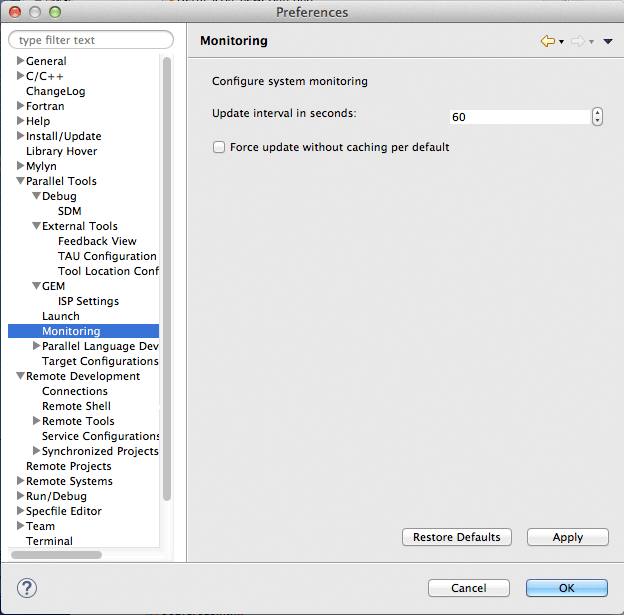 Preferences
type filter text
General
C/C++
ChangeLog
Fortran
Help
Install/Update
Library Hover
Mylyn
Parallel Tools
Debug
SDM
External Tools
Feedback View
TAU Configuration
Tool Location Conf
GEM
ISP Settings
Launch
Monitoring
Parallel Language Dev
Target Configurations
Remote Development
Connections
Remote Shell
Remote Tools
Service Configurations
Synchronized Projects
Remote Projects
Remote Systems
Run/Debug
Specfile Editor
Team
Terminal
Monitoring
Configure system monitoring
Update interval in seconds:
60
Force update without caching per default
Restore Defaults
Apply
?
Cancel
OK